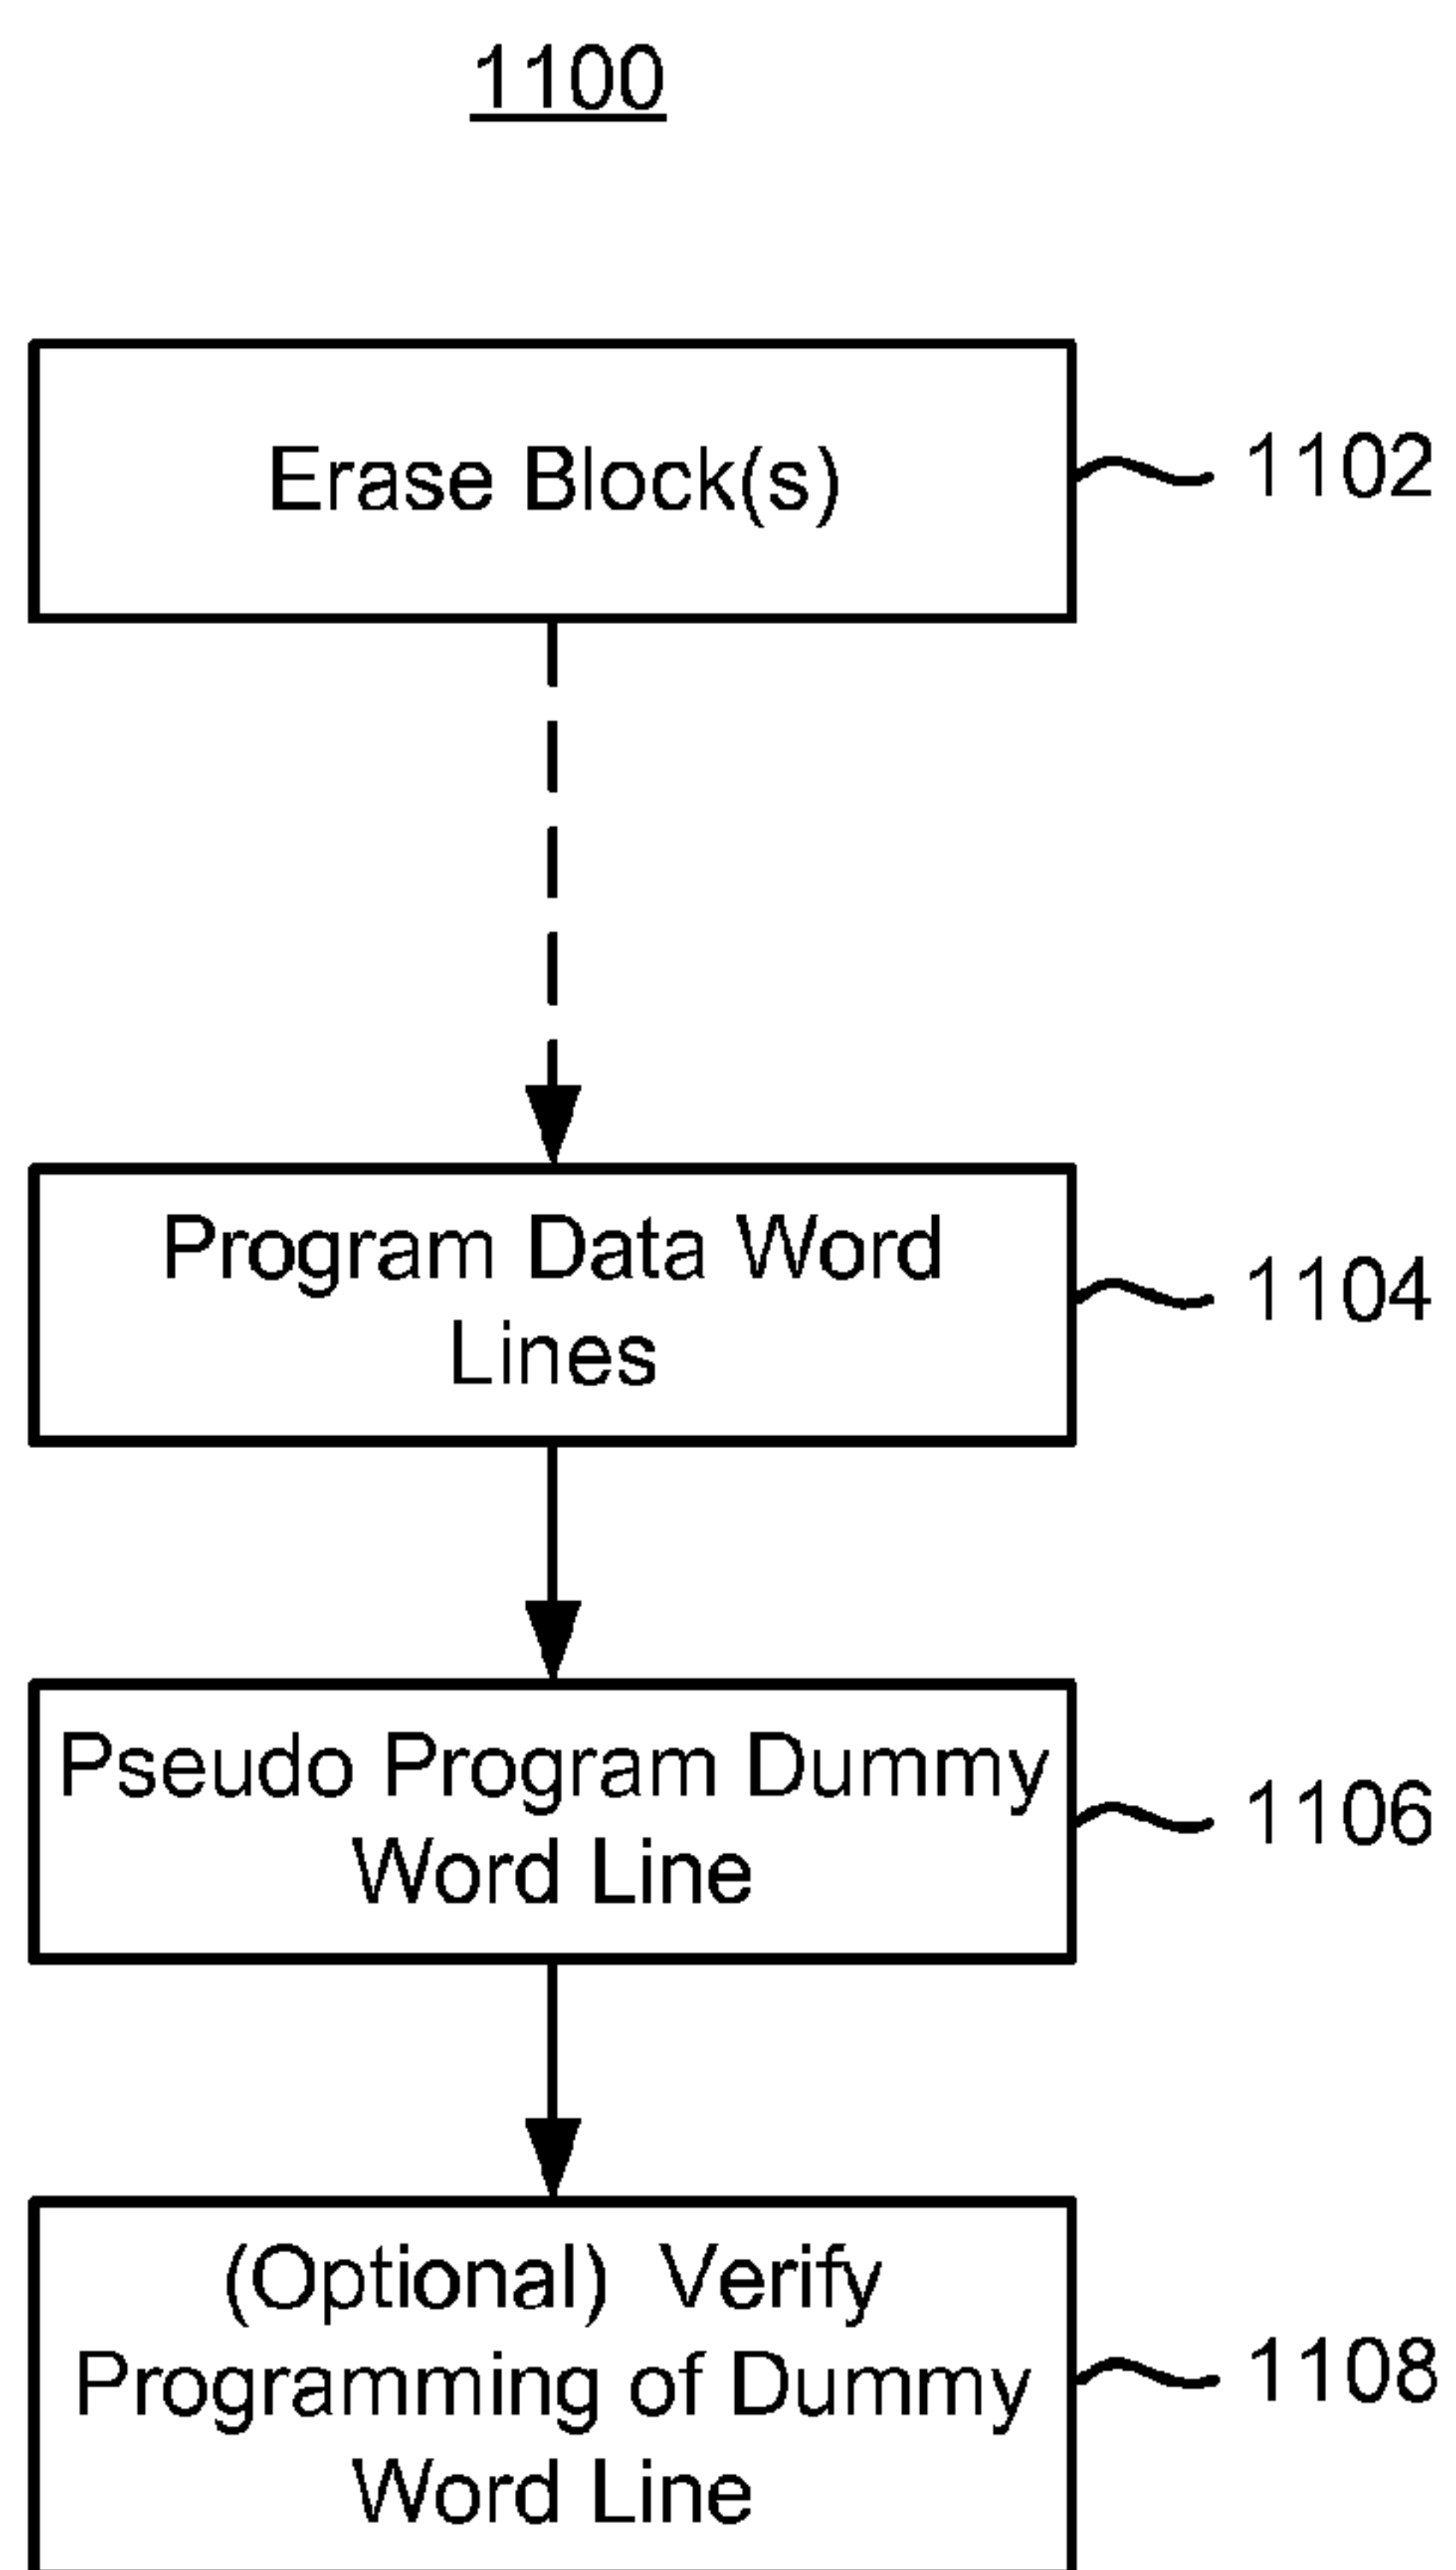 1100
Erase Block(s)
1102
Program Data Word
Lines
1104
Pseudo Program Dummy
Word Line
1106
(Optional) Verify
Programming of Dummy
Word Line
1108